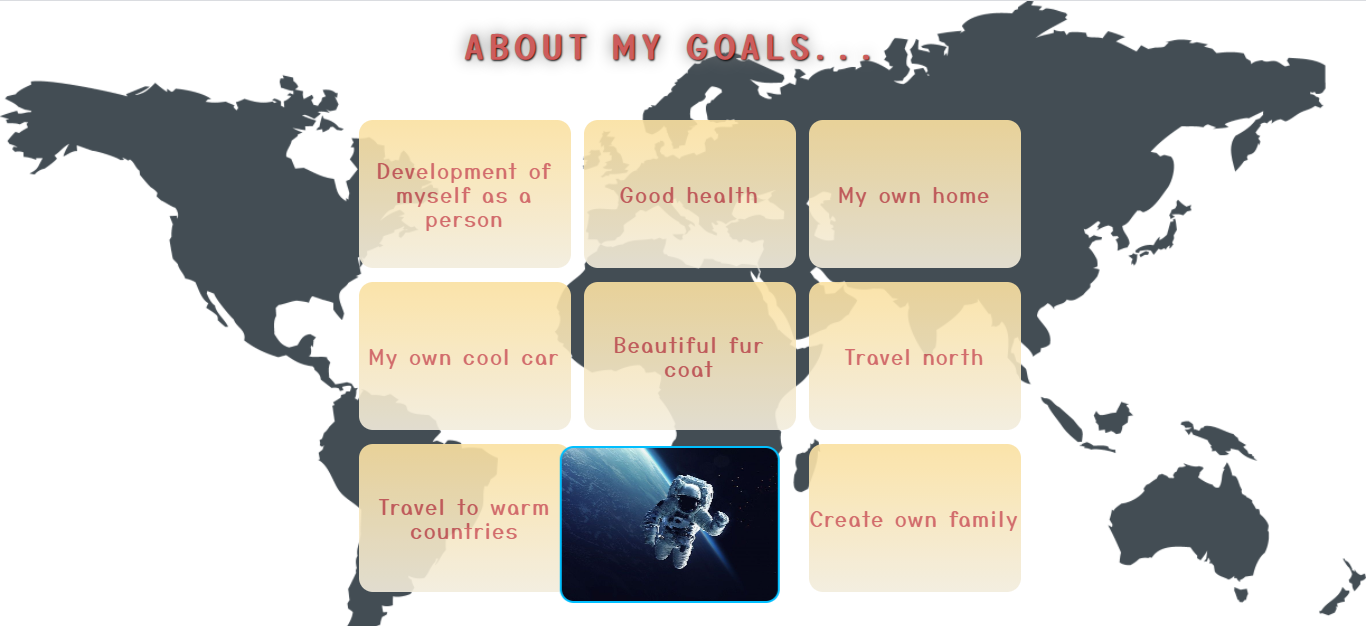 ABOUT MY GOALS...
Development of
myself as a
person
Good health
My own home
My own cool car
Beautiful fur
coat
Travel north
Travel to warm
countries
Create own family